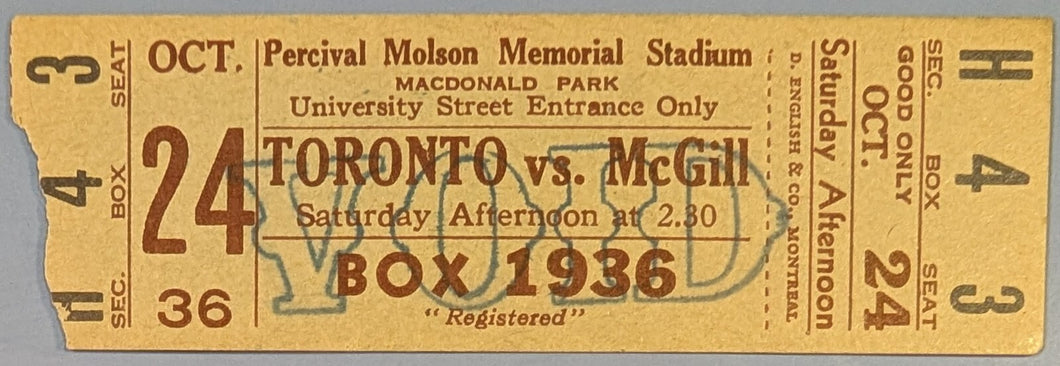 SEAT 3
BOX 4
SEC. H
OCT.
24
36
Percival Molson Memorial Stadium
MACDONALD PARK
University Street Entrance Only
TORONTO vs. McGill
Saturday Afternoon at 2.30
BOX 1936
"Registered"
VOID
D. ENGLISH & CO., MONTREAL
Saturday Afternoon
OCT. 24
GOOD ONLY
SEC. H
BOX 4
SEAT 3